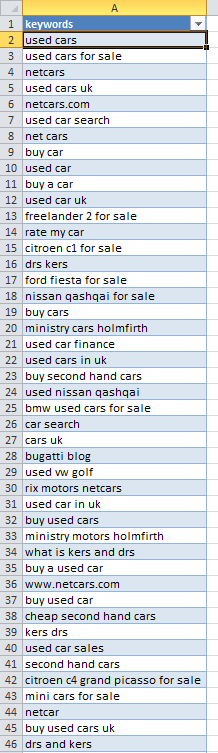 A
1 keywords
2 used cars
3 used cars for sale
4 netcars
5 used cars uk
6 netcars.com
7 used car search
8 net cars
9 buy car
10 used car
11 buy a car
12 used car uk
13 freelander 2 for sale
14 rate my car
15 citroen c1 for sale
16 drs kers
17 ford fiesta for sale
18 nissan qashqai for sale
19 buy cars
20 ministry cars holmfirth
21 used car finance
22 used cars in uk
23 buy second hand cars
24 used nissan qashqai
25 bmw used cars for sale
26 car search
27 cars uk
28 bugatti blog
29 used vw golf
30 rix motors netcars
31 used car in uk
32 buy used cars
33 ministry motors holmfirth
34 what is kers and drs
35 buy a used car
36 www.netcars.com
37 buy used car
38 cheap second hand cars
39 kers drs
40 used car sales
41 second hand cars
42 citroen c4 grand picasso for sale
43 mini cars for sale
44 netcar
45 buy used cars uk
46 drs and kers